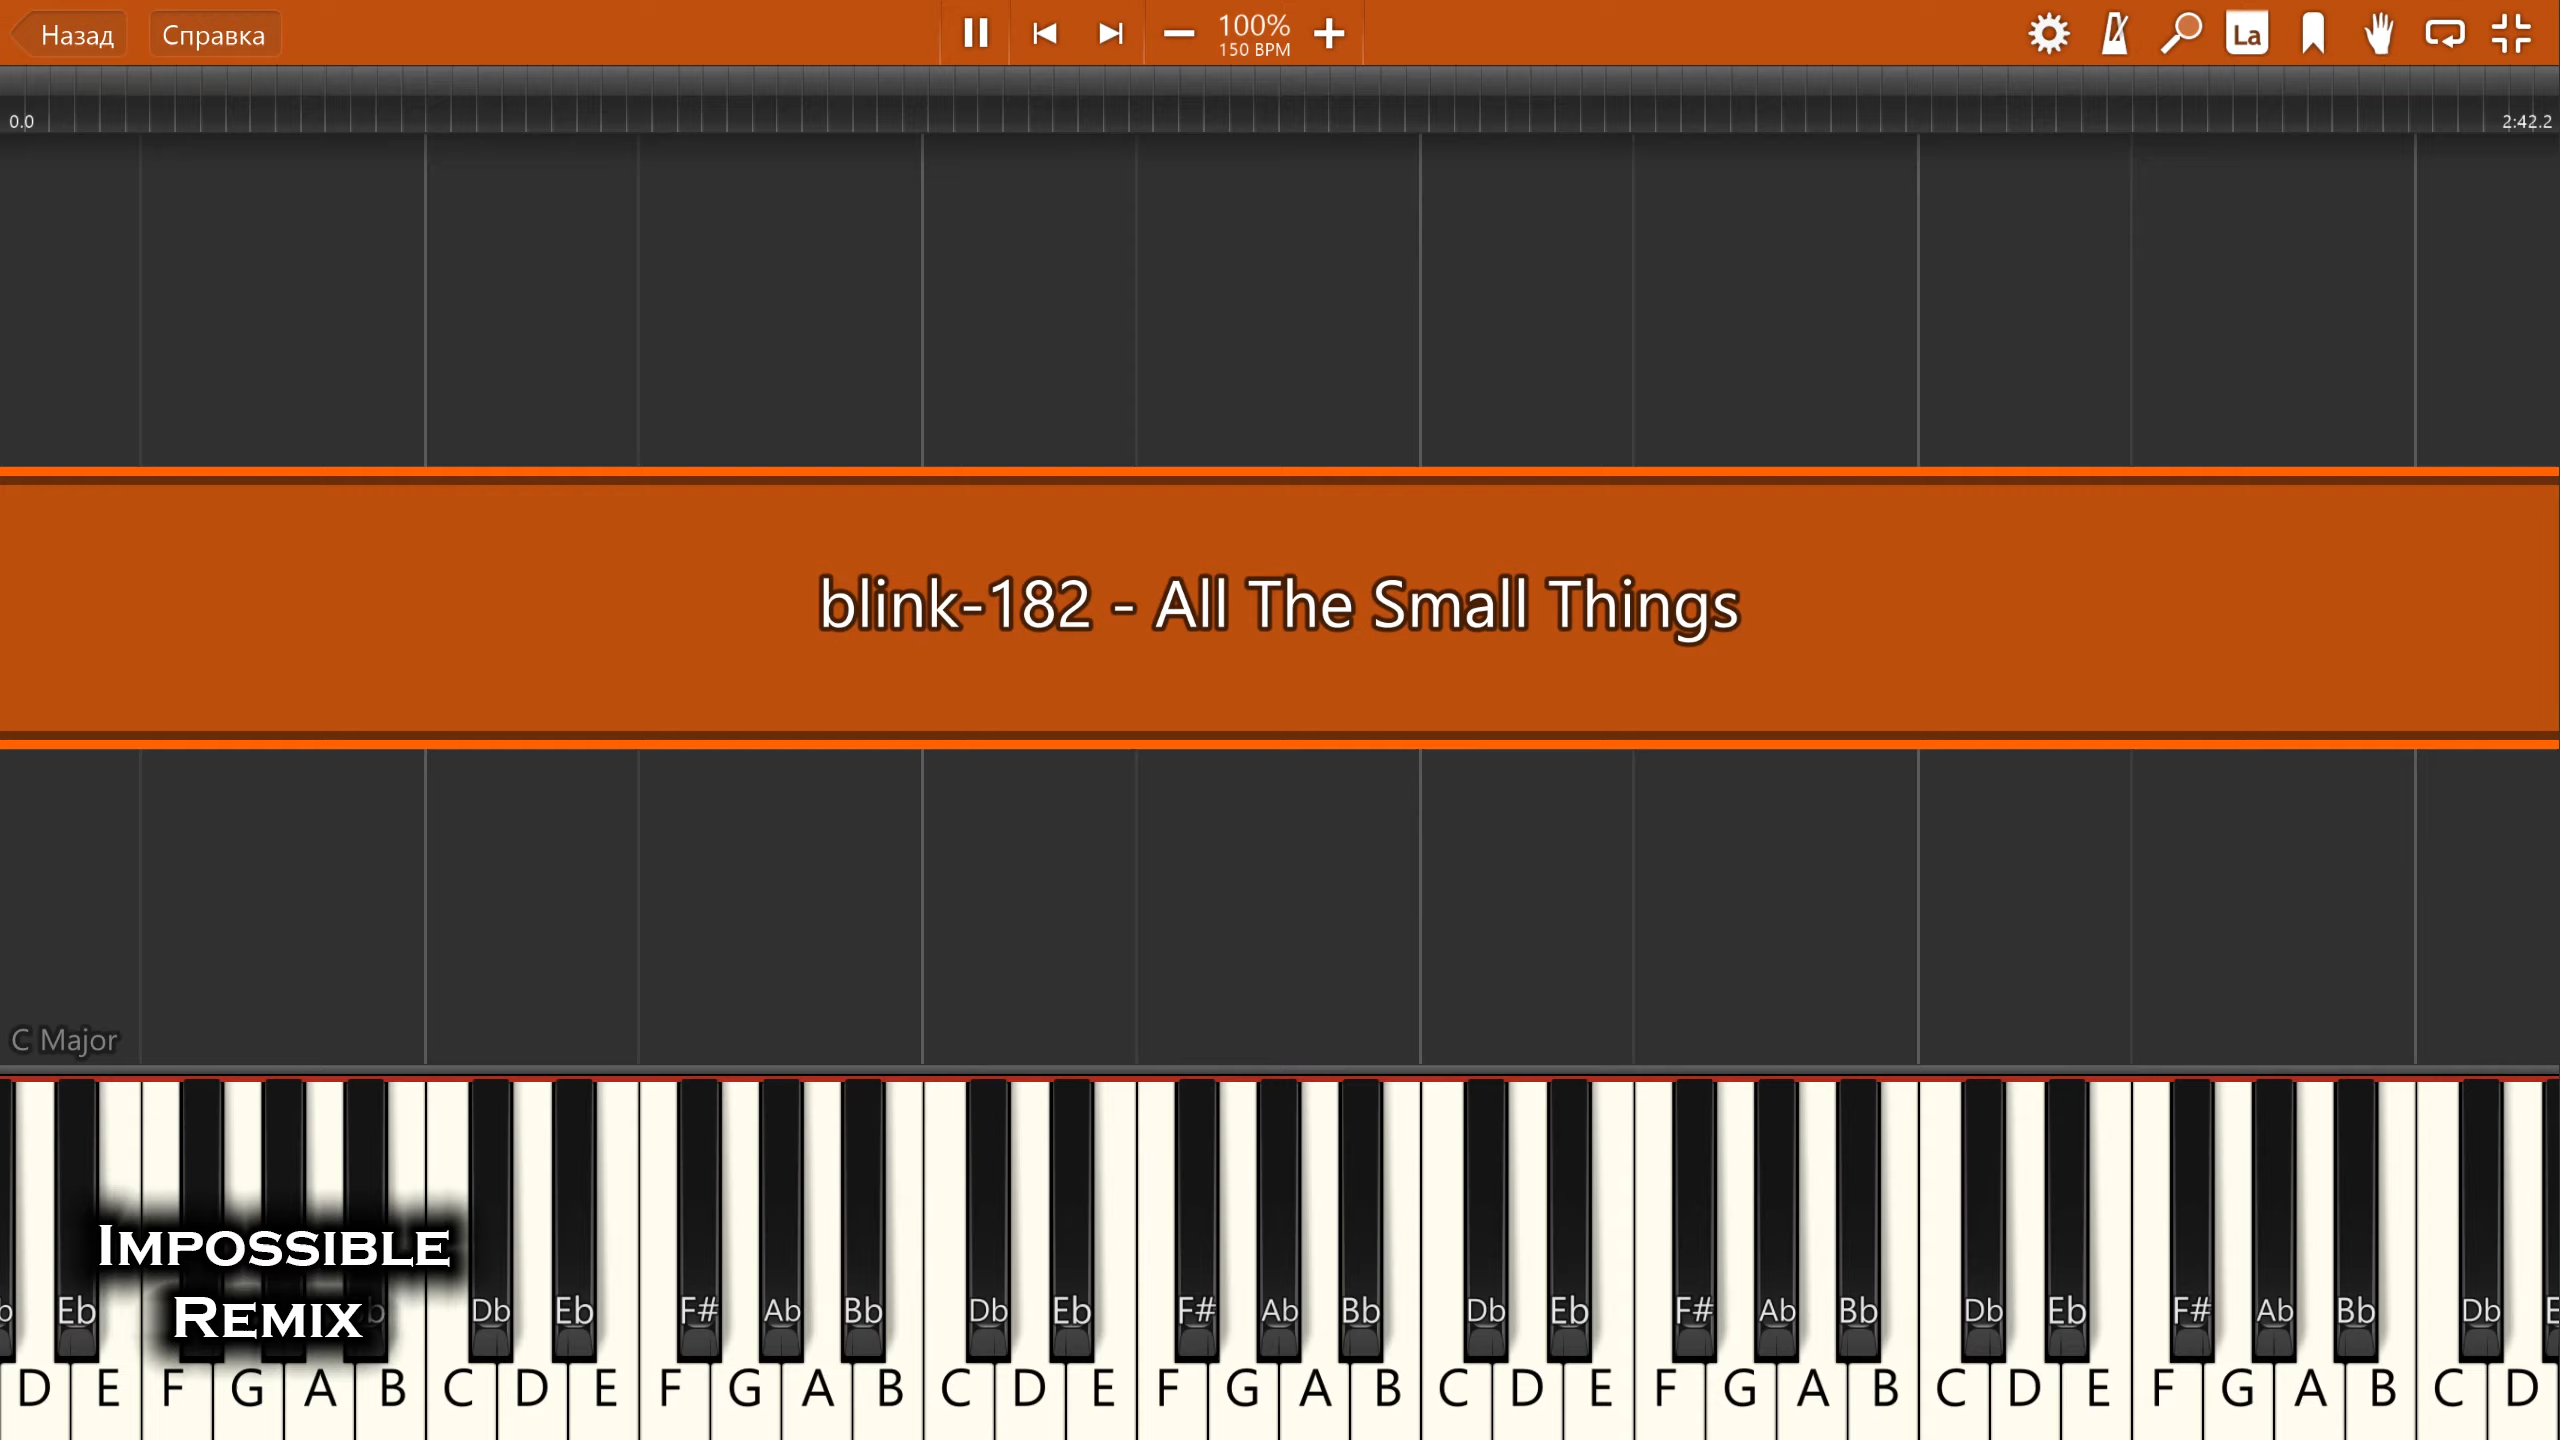 Назад Справка 100% La
150 BPM
0.0 2:42.2
blink-182 - All The Small Things
C Major
Impossible
Remix
Eb Db Eb F# Ab Bb Db Eb F# Ab Bb Db Eb F# Ab Bb Db Eb F# Ab Bb Db
D E F G A B C D E F G A B C D E F G A B C D E F G A B C D E F G A B C D